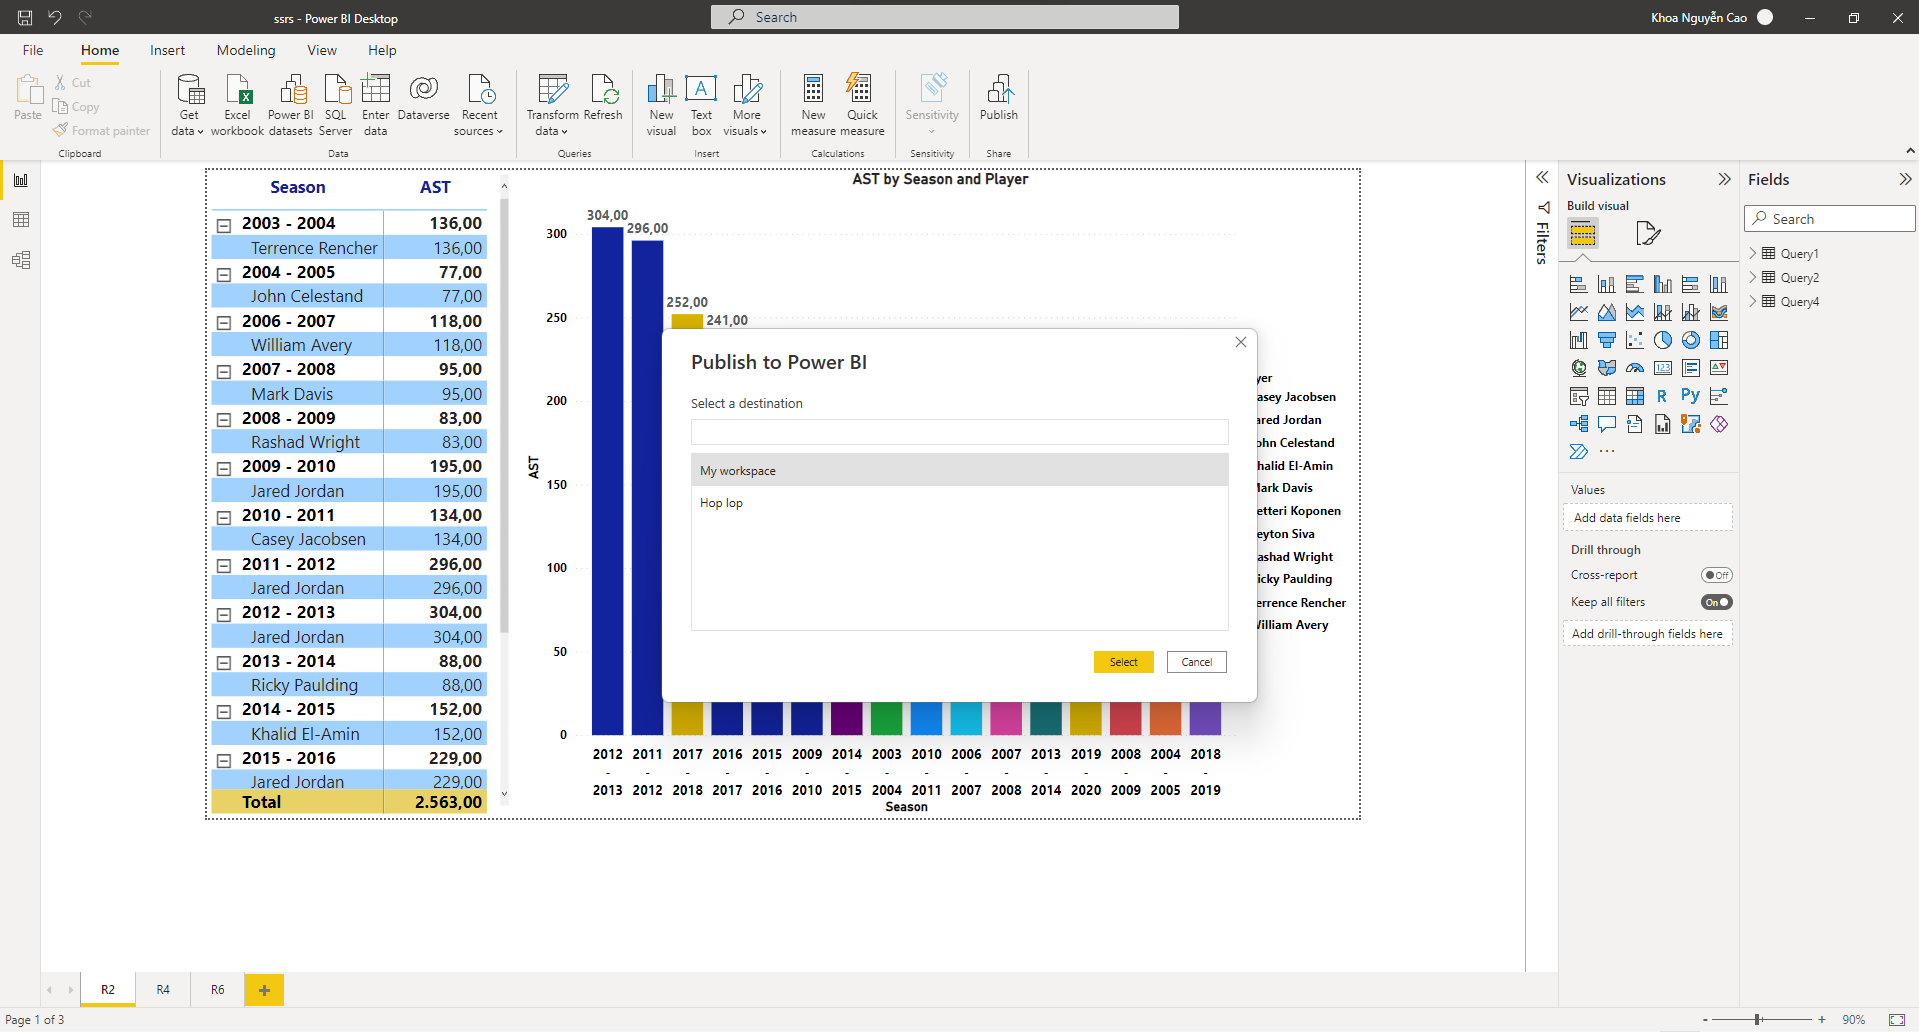 ssrs - Power BI Desktop
Search
Khoa Nguyễn Cao
File
Home
Insert
Modeling
View
Help
Paste
Cut
Copy
Format painter
Clipboard
Get data
Excel workbook
Power BI datasets
SQL Server
Enter data
Dataverse
Recent sources
Data
Transform data
Refresh
Queries
New visual
Text box
More visuals
Insert
New measure
Quick measure
Calculations
Sensitivity
Sensitivity
Publish
Share
Season AST
2003 - 2004 136,00
Terrence Rencher 136,00
2004 - 2005 77,00
John Celestand 77,00
2006 - 2007 118,00
William Avery 118,00
2007 - 2008 95,00
Mark Davis 95,00
2008 - 2009 83,00
Rashad Wright 83,00
2009 - 2010 195,00
Jared Jordan 195,00
2010 - 2011 134,00
Casey Jacobsen 134,00
2011 - 2012 296,00
Jared Jordan 296,00
2012 - 2013 304,00
Jared Jordan 304,00
2013 - 2014 88,00
Ricky Paulding 88,00
2014 - 2015 152,00
Khalid El-Amin 152,00
2015 - 2016 229,00
Jared Jordan 229,00
Total 2.563,00
AST by Season and Player
304,00
296,00
252,00
241,00
300
250
200
150
100
50
0
AST
2012 - 2013
2011 - 2012
2017 - 2018
2016 - 2017
2015 - 2016
2009 - 2010
2014 - 2015
2003 - 2004
2010 - 2011
2006 - 2007
2007 - 2008
2013 - 2014
2019 - 2020
2008 - 2009
2004 - 2005
2018 - 2019
Season
yer
asey Jacobsen
ared Jordan
ohn Celestand
halid El-Amin
Mark Davis
etteri Koponen
eyton Siva
ashad Wright
icky Paulding
errence Rencher
illiam Avery
Publish to Power BI
Select a destination
My workspace
Hop lop
Select
Cancel
Filters
Visualizations
Build visual
123
R
Py
Values
Add data fields here
Drill through
Cross-report
Off
Keep all filters
On
Add drill-through fields here
Fields
Search
Query1
Query2
Query4
R2
R4
R6
+
Page 1 of 3
- + 90%